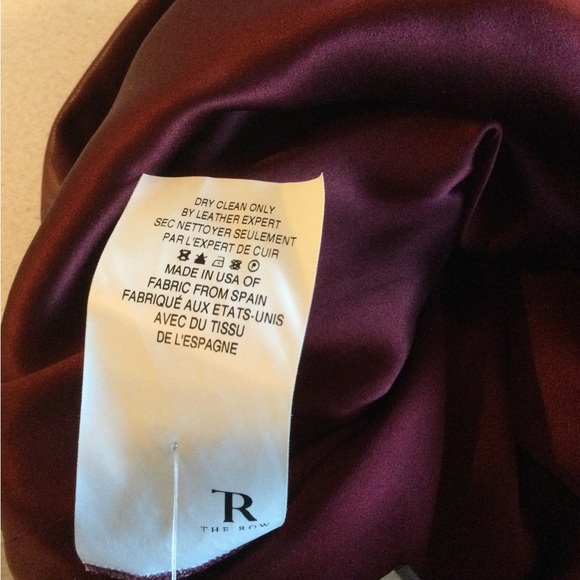 DRY CLEAN ONLY
BY LEATHER EXPERT
SEC NETTOYER SEULEMENT
PAR L'EXPERT DE CUIR
MADE IN USA OF
FABRIC FROM SPAIN
FABRIQUÉ AUX ETATS-UNIS
AVEC DU TISSU
DE L'ESPAGNE
TR
THE ROW